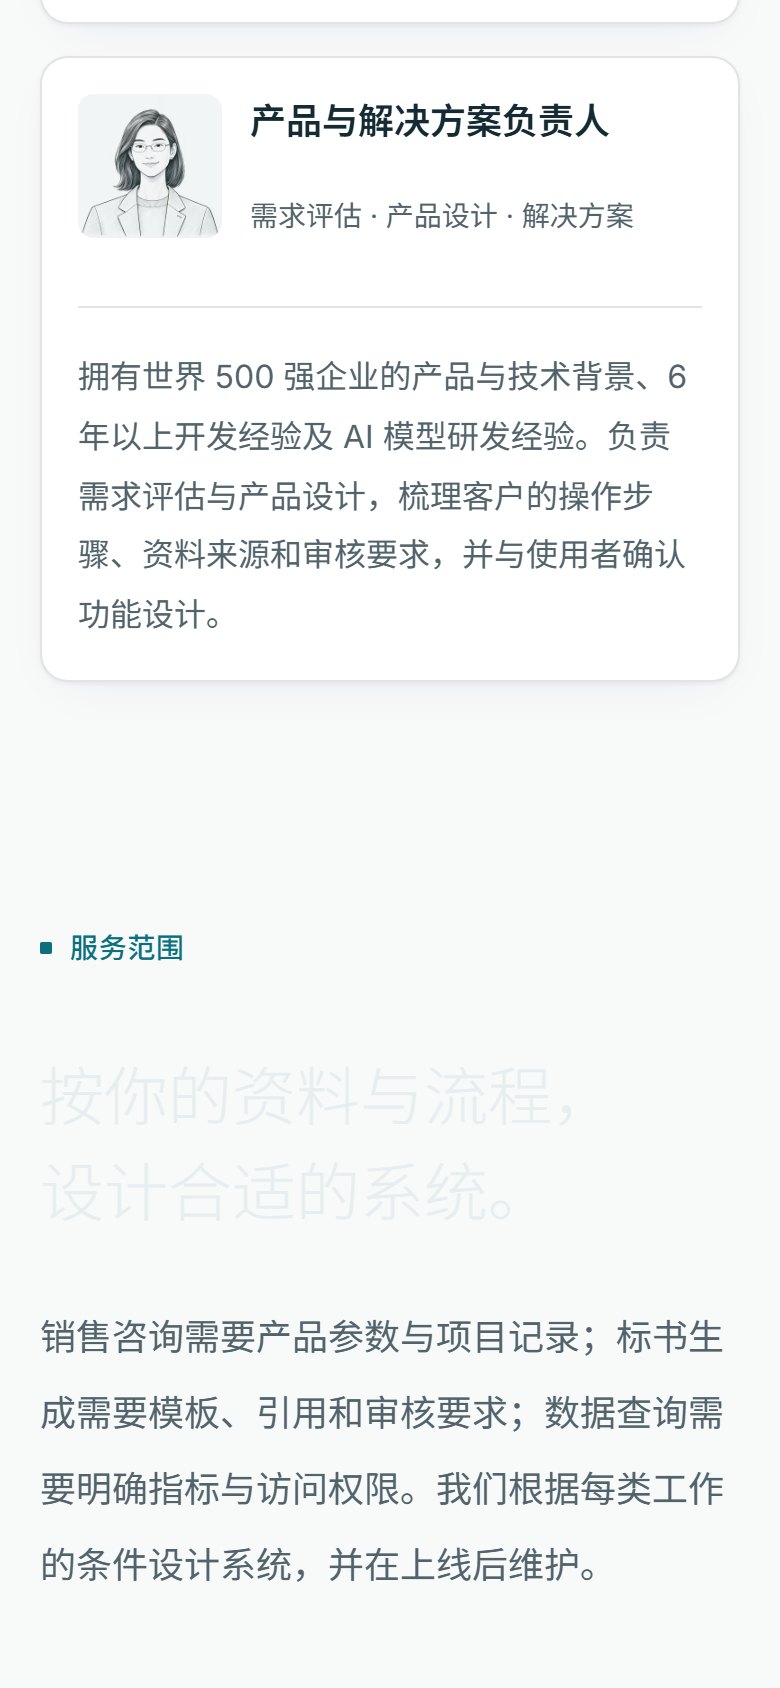 产品与解决方案负责人
需求评估 · 产品设计 · 解决方案
拥有世界 500 强企业的产品与技术背景、6
年以上开发经验及 AI 模型研发经验。负责
需求评估与产品设计，梳理客户的操作步
骤、资料来源和审核要求，并与使用者确认
功能设计。
服务范围
按你的资料与流程，
设计合适的系统。
销售咨询需要产品参数与项目记录；标书生
成需要模板、引用和审核要求；数据查询需
要明确指标与访问权限。我们根据每类工作
的条件设计系统，并在上线后维护。